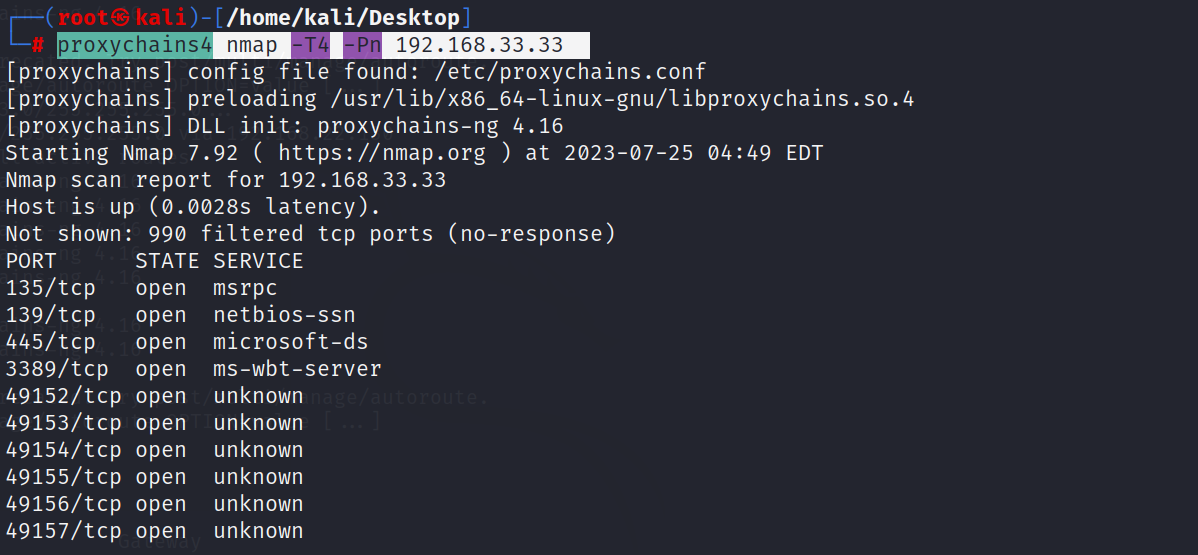 ┌──(root㉿kali)-[/home/kali/Desktop]
└─# proxychains4 nmap -T4 -Pn 192.168.33.33
[proxychains] config file found: /etc/proxychains.conf
[proxychains] preloading /usr/lib/x86_64-linux-gnu/libproxychains.so.4
[proxychains] DLL init: proxychains-ng 4.16
Starting Nmap 7.92 ( https://nmap.org ) at 2023-07-25 04:49 EDT
Nmap scan report for 192.168.33.33
Host is up (0.0028s latency).
Not shown: 990 filtered tcp ports (no-response)
PORT      STATE SERVICE
135/tcp   open  msrpc
139/tcp   open  netbios-ssn
445/tcp   open  microsoft-ds
3389/tcp  open  ms-wbt-server
49152/tcp open  unknown
49153/tcp open  unknown
49154/tcp open  unknown
49155/tcp open  unknown
49156/tcp open  unknown
49157/tcp open  unknown